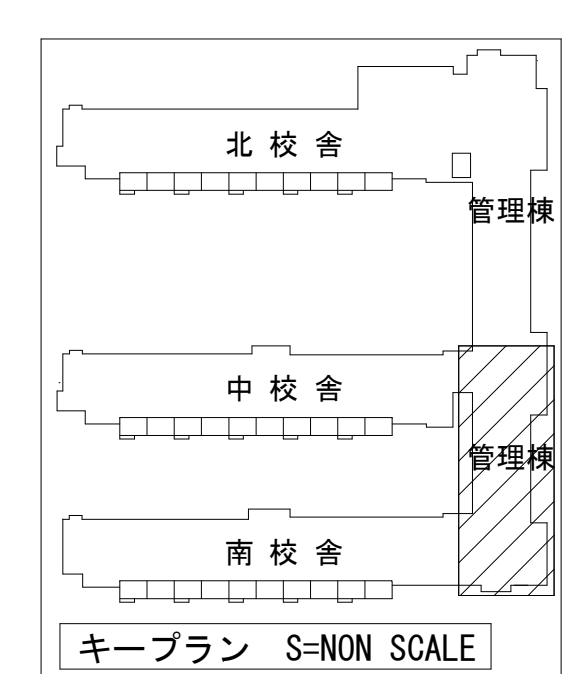 北 校 舎
管理棟
中 校 舎
管理棟
南 校 舎
キープラン S=NON SCALE